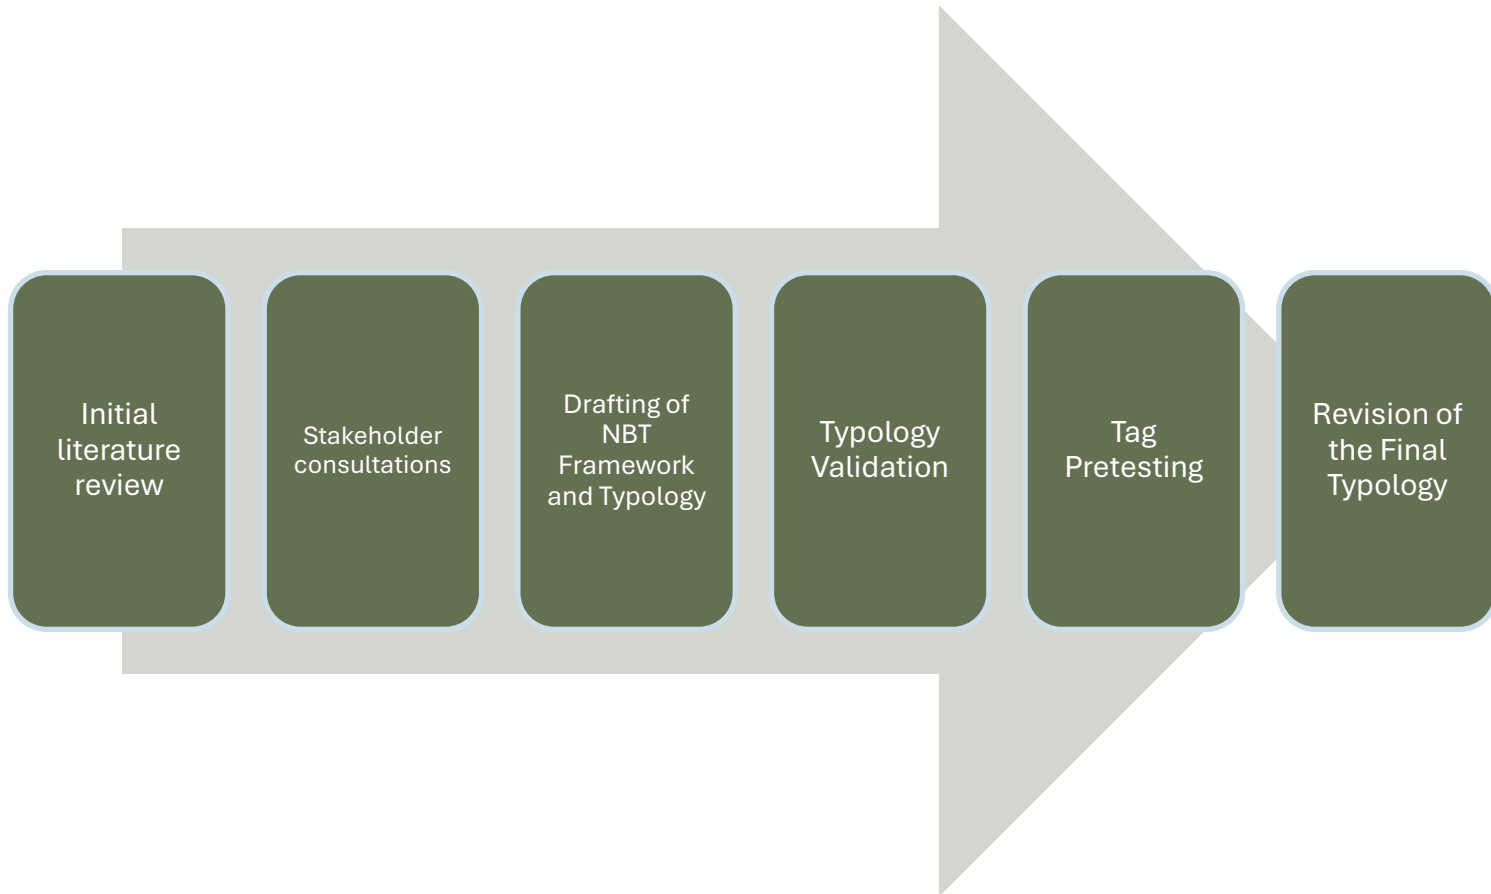 Initial
literature
review
Stakeholder
consultations
Drafting of
NBT
Framework
and Typology
Typology
Validation
Tag
Pretesting
Revision of
the Final
Typology